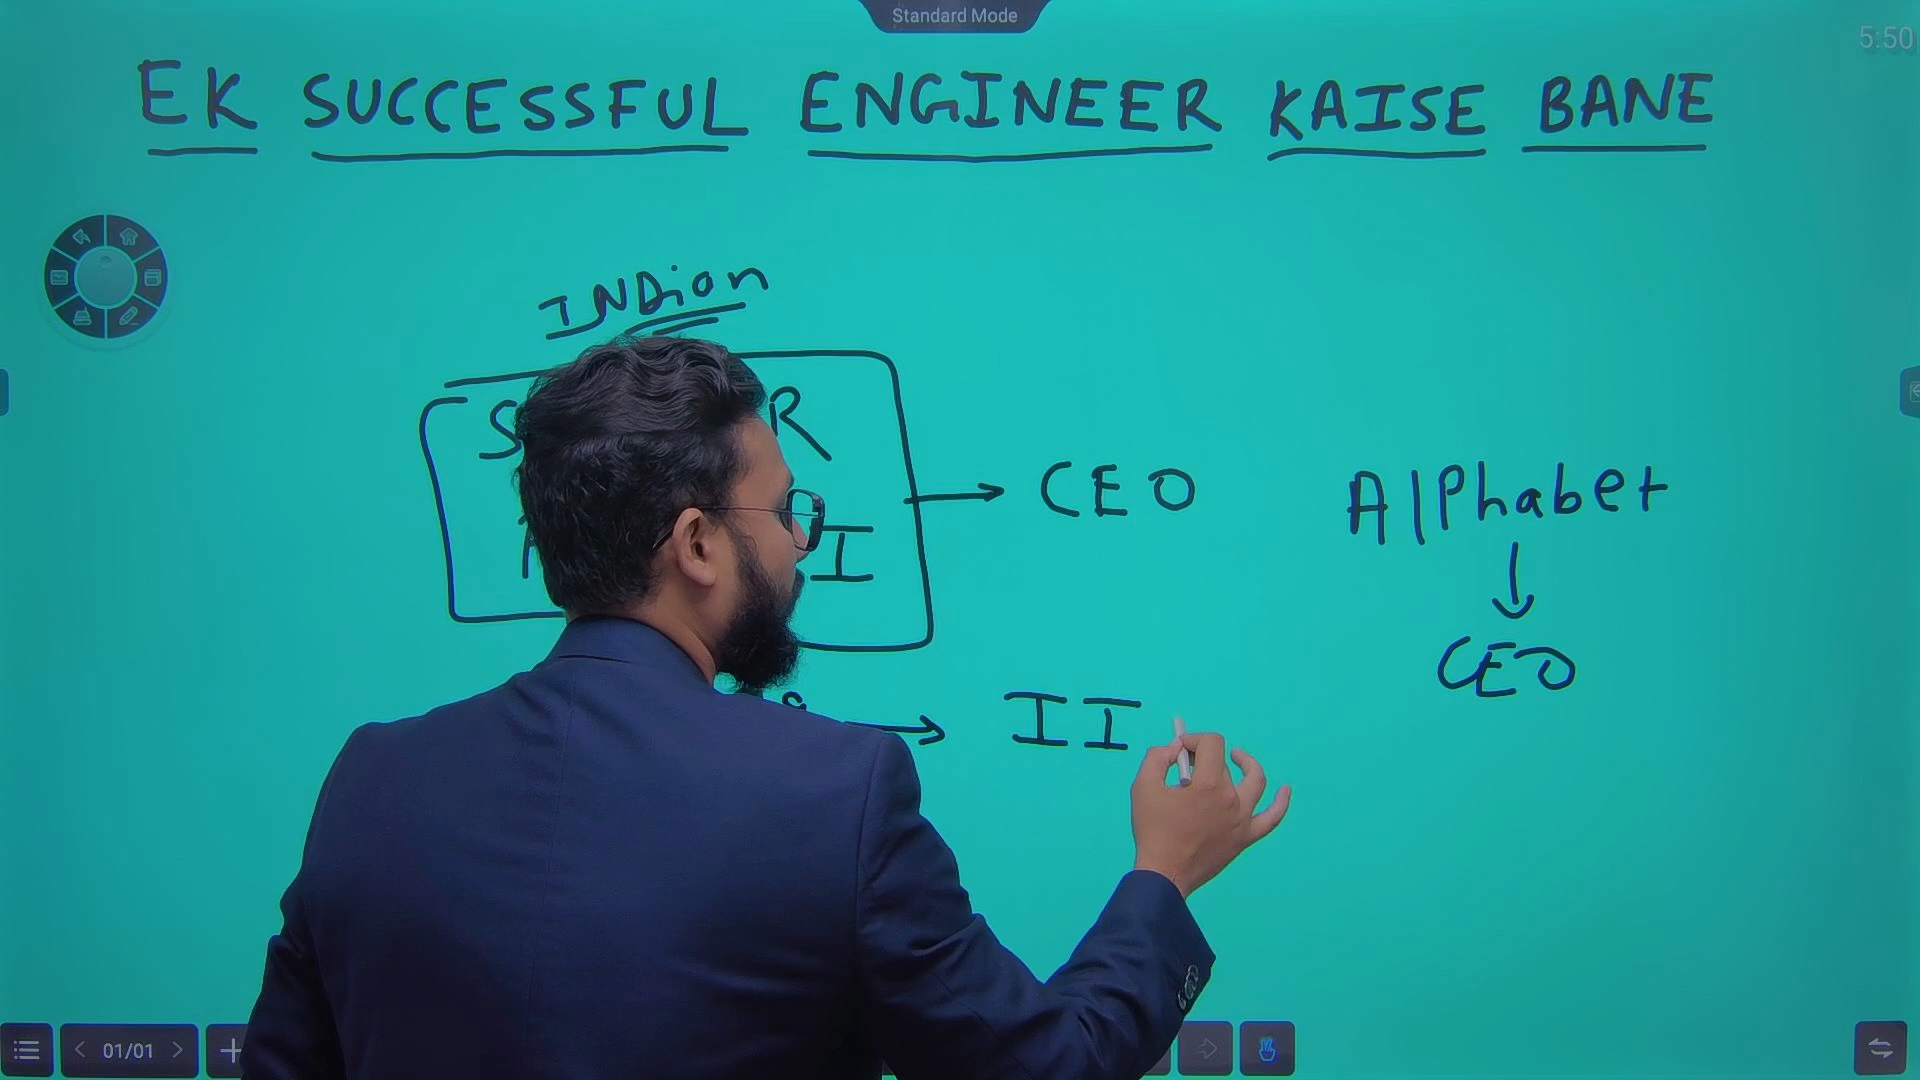 Standard Mode
5:50
EK SUCCESSFUL ENGINEER KAISE BANE
INDian
CEO
Alphabet
CEO
II
01/01